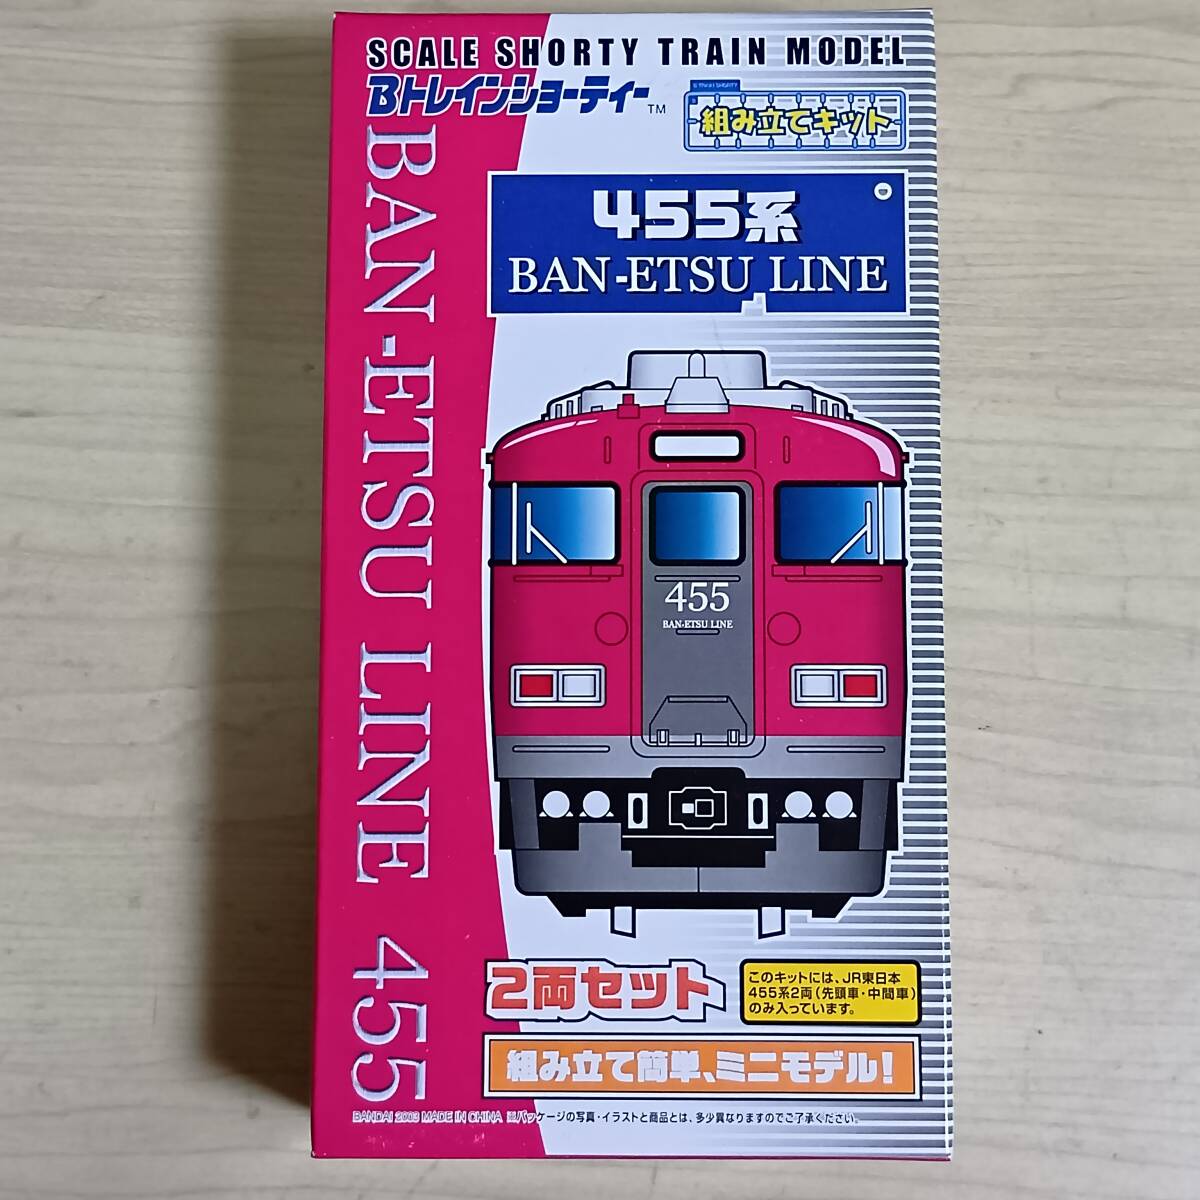 SCALE SHORTY TRAIN MODEL
Bトレインショーティー™
B TRAIN SHORTY
組み立てキット
455系
BAN-ETSU LINE
BAN-ETSU LINE 455
455
BAN-ETSU LINE
2両セット
このキットには、JR東日本
455系2両(先頭車・中間車)
のみ入っています。
組み立て簡単、ミニモデル!
BANDAI 2003 MADE IN CHINA ※パッケージの写真・イラストと商品とは、多少異なりますのでご了承ください。